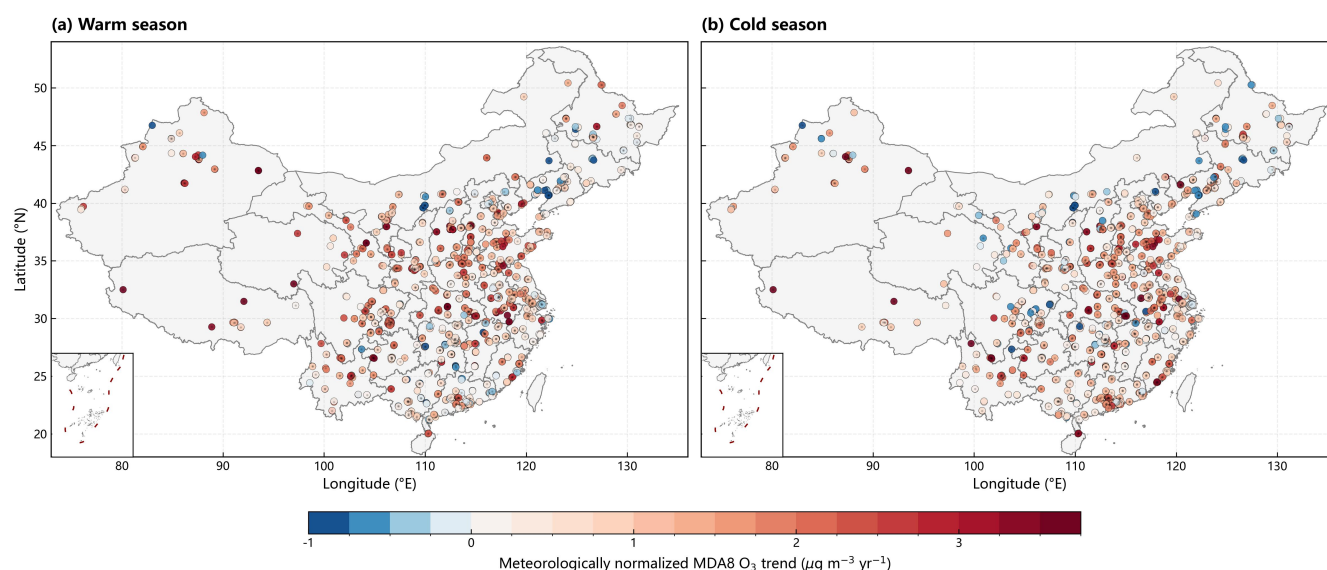 (a) Warm season
(b) Cold season
50
45
40
35
30
25
20
Latitude (°N)
80 90 100 110 120 130
80 90 100 110 120 130
Longitude (°E)
Longitude (°E)
-1 0 1 2 3
Meteorologically normalized MDA8 O₃ trend (μg m⁻³ yr⁻¹)